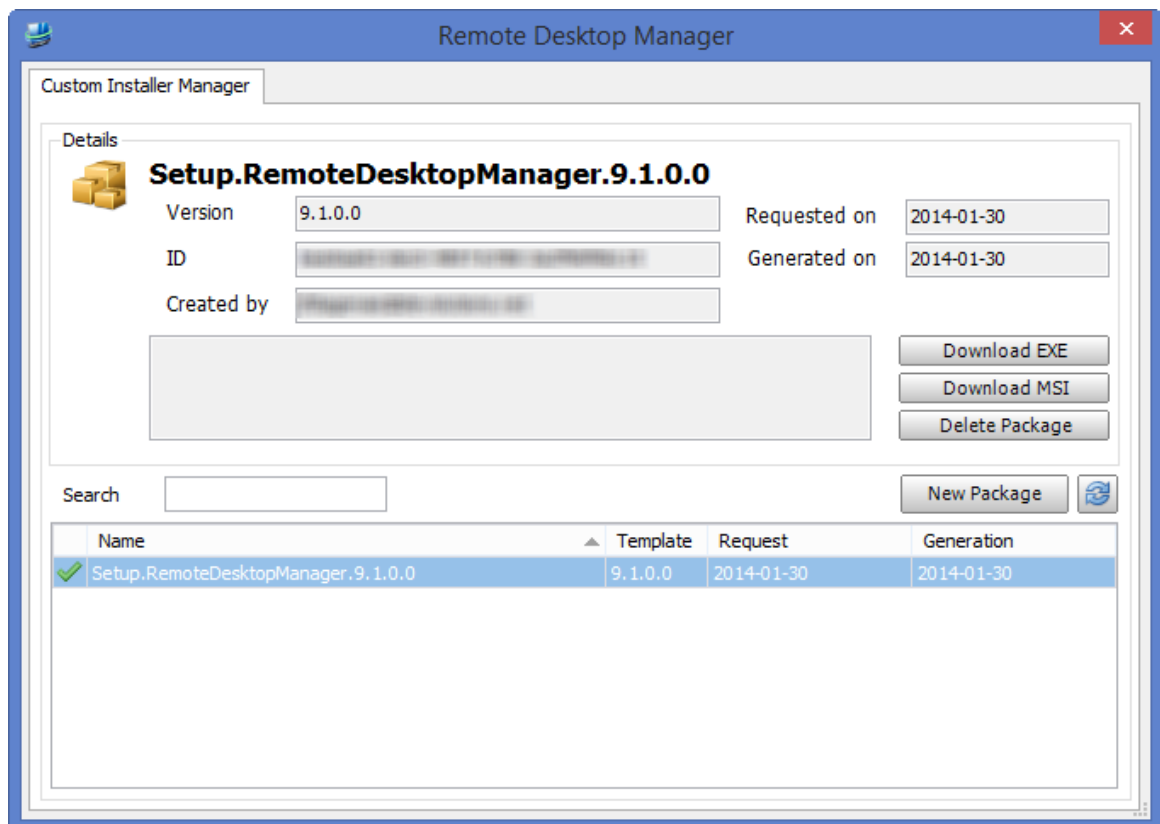 Remote Desktop Manager
Custom Installer Manager
Details
Setup.RemoteDesktopManager.9.1.0.0
Version 9.1.0.0 Requested on 2014-01-30
ID Generated on 2014-01-30
Created by
Download EXE
Download MSI
Delete Package
Search New Package
Name Template Request Generation
Setup.RemoteDesktopManager.9.1.0.0 9.1.0.0 2014-01-30 2014-01-30